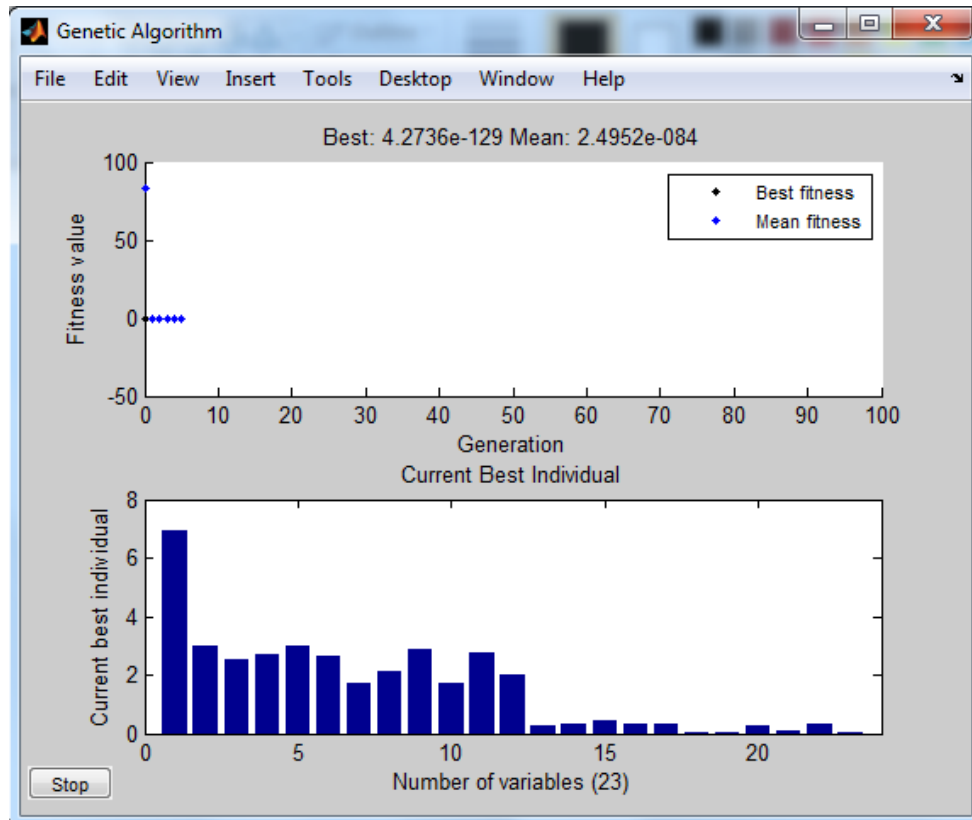 Genetic Algorithm
File Edit View Insert Tools Desktop Window Help
Best: 4.2736e-129 Mean: 2.4952e-084
100
50
0
-50
Fitness value
Best fitness
Mean fitness
0 10 20 30 40 50 60 70 80 90 100
Generation
Current Best Individual
8
6
4
2
0
Current best individual
0 5 10 15 20
Number of variables (23)
Stop